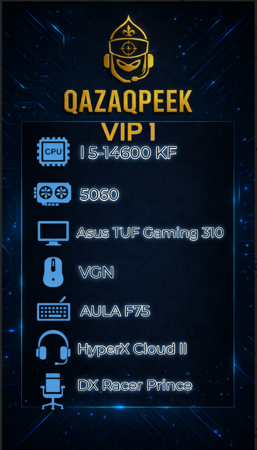 QAZAQPEEK
VIP 1
CPU
I 5-14600 KF
5060
Asus TUF Gaming 310
VGN
AULA F75
HyperX Cloud II
DX Racer Prince